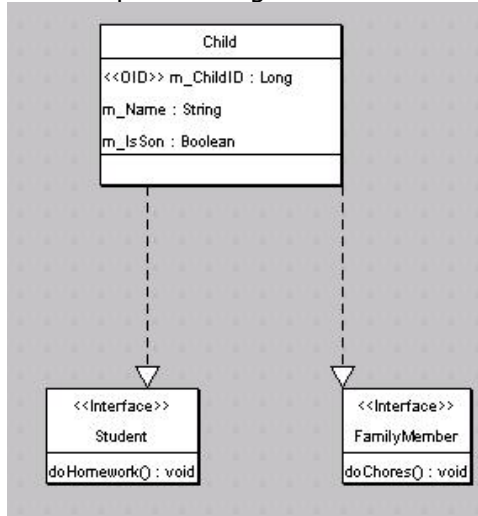 Child
<<OID>> m_ChildID : Long
m_Name : String
m_IsSon : Boolean
<<Interface>>
Student
doHomework() : void
<<Interface>>
FamilyMember
doChores() : void